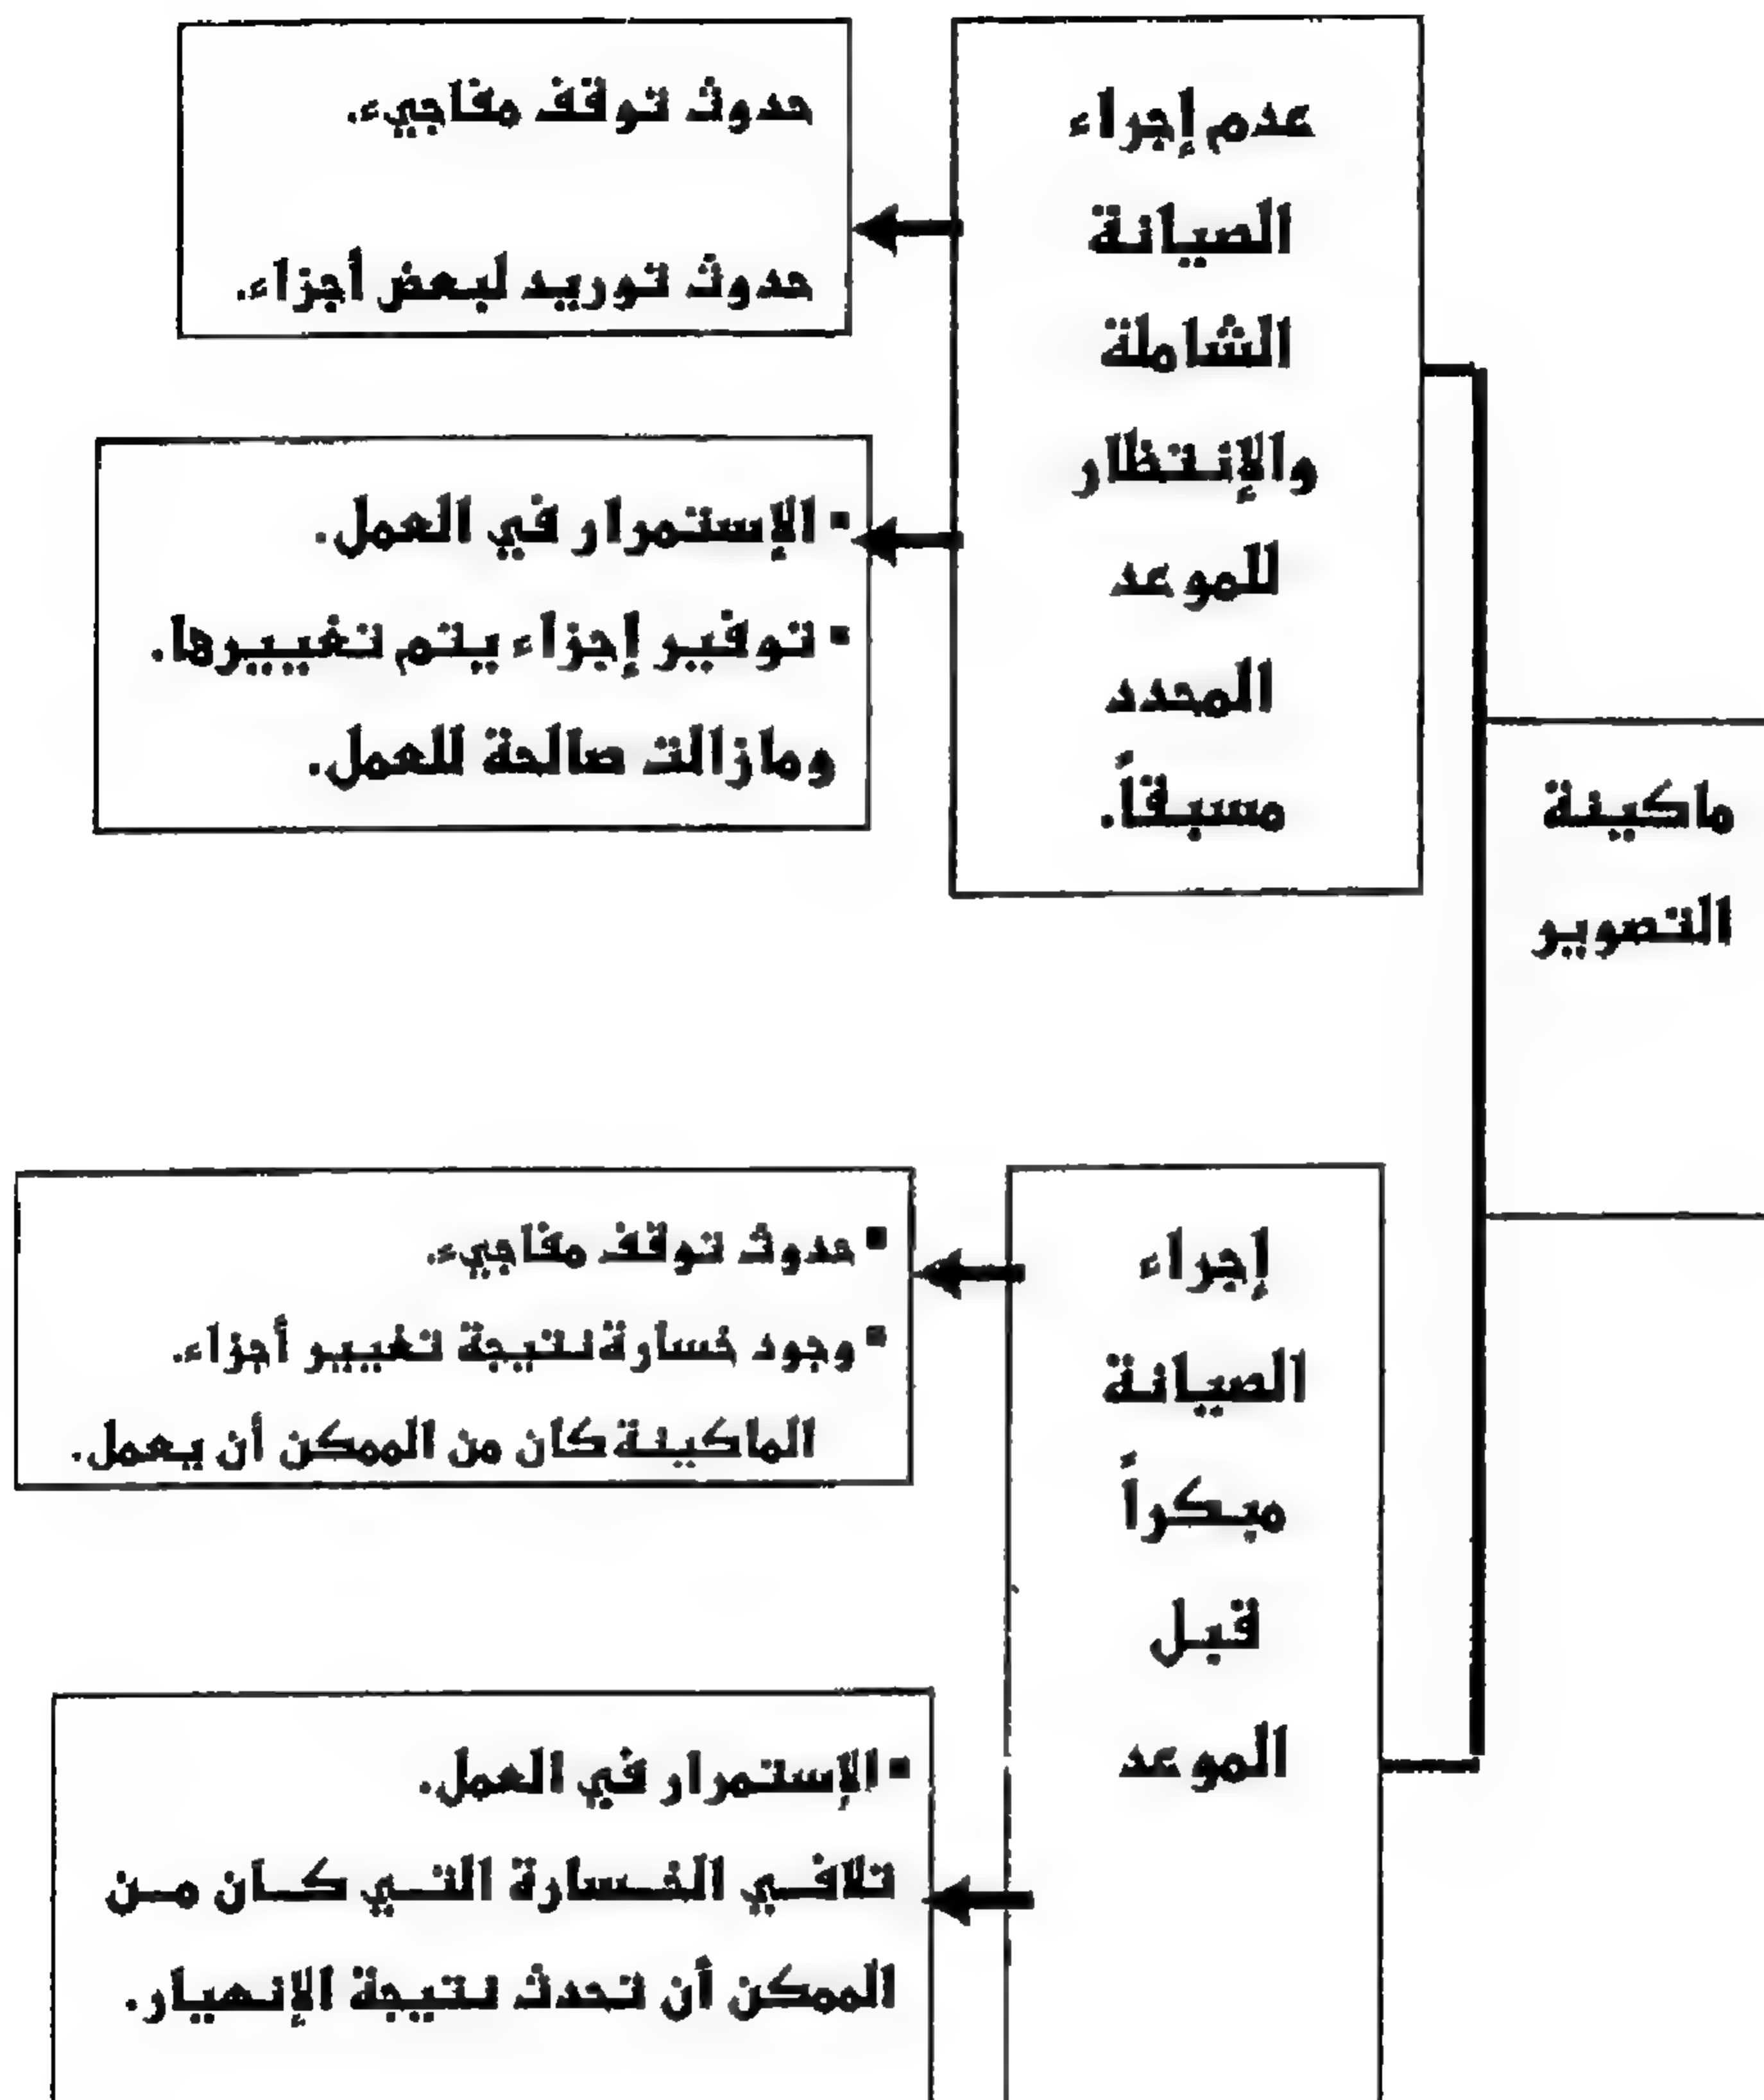 ماكينة
التصوير
عدم إجراء
الصيانة
الشاملة
والإنتظار
للموعد
المحدد
مسبقاً.
حدوث توقف مفاجيء.
حدوث توريد لبعض أجزاء.
▪ الإستمرار في العمل.
▪ توفير إجزاء يتم تغييرها.
ومازالت صالحة للعمل.
إجراء
الصيانة
مبكراً
قبل
الموعد
▪ حدوث توقف مفاجيء.
▪ وجود خسارة نتيجة تغيير أجزاء.
الماكينة كان من الممكن أن يعمل.
▪ الإستمرار في العمل.
تلافي الخسارة التي كان من
الممكن أن تحدث نتيجة الإنهيار.